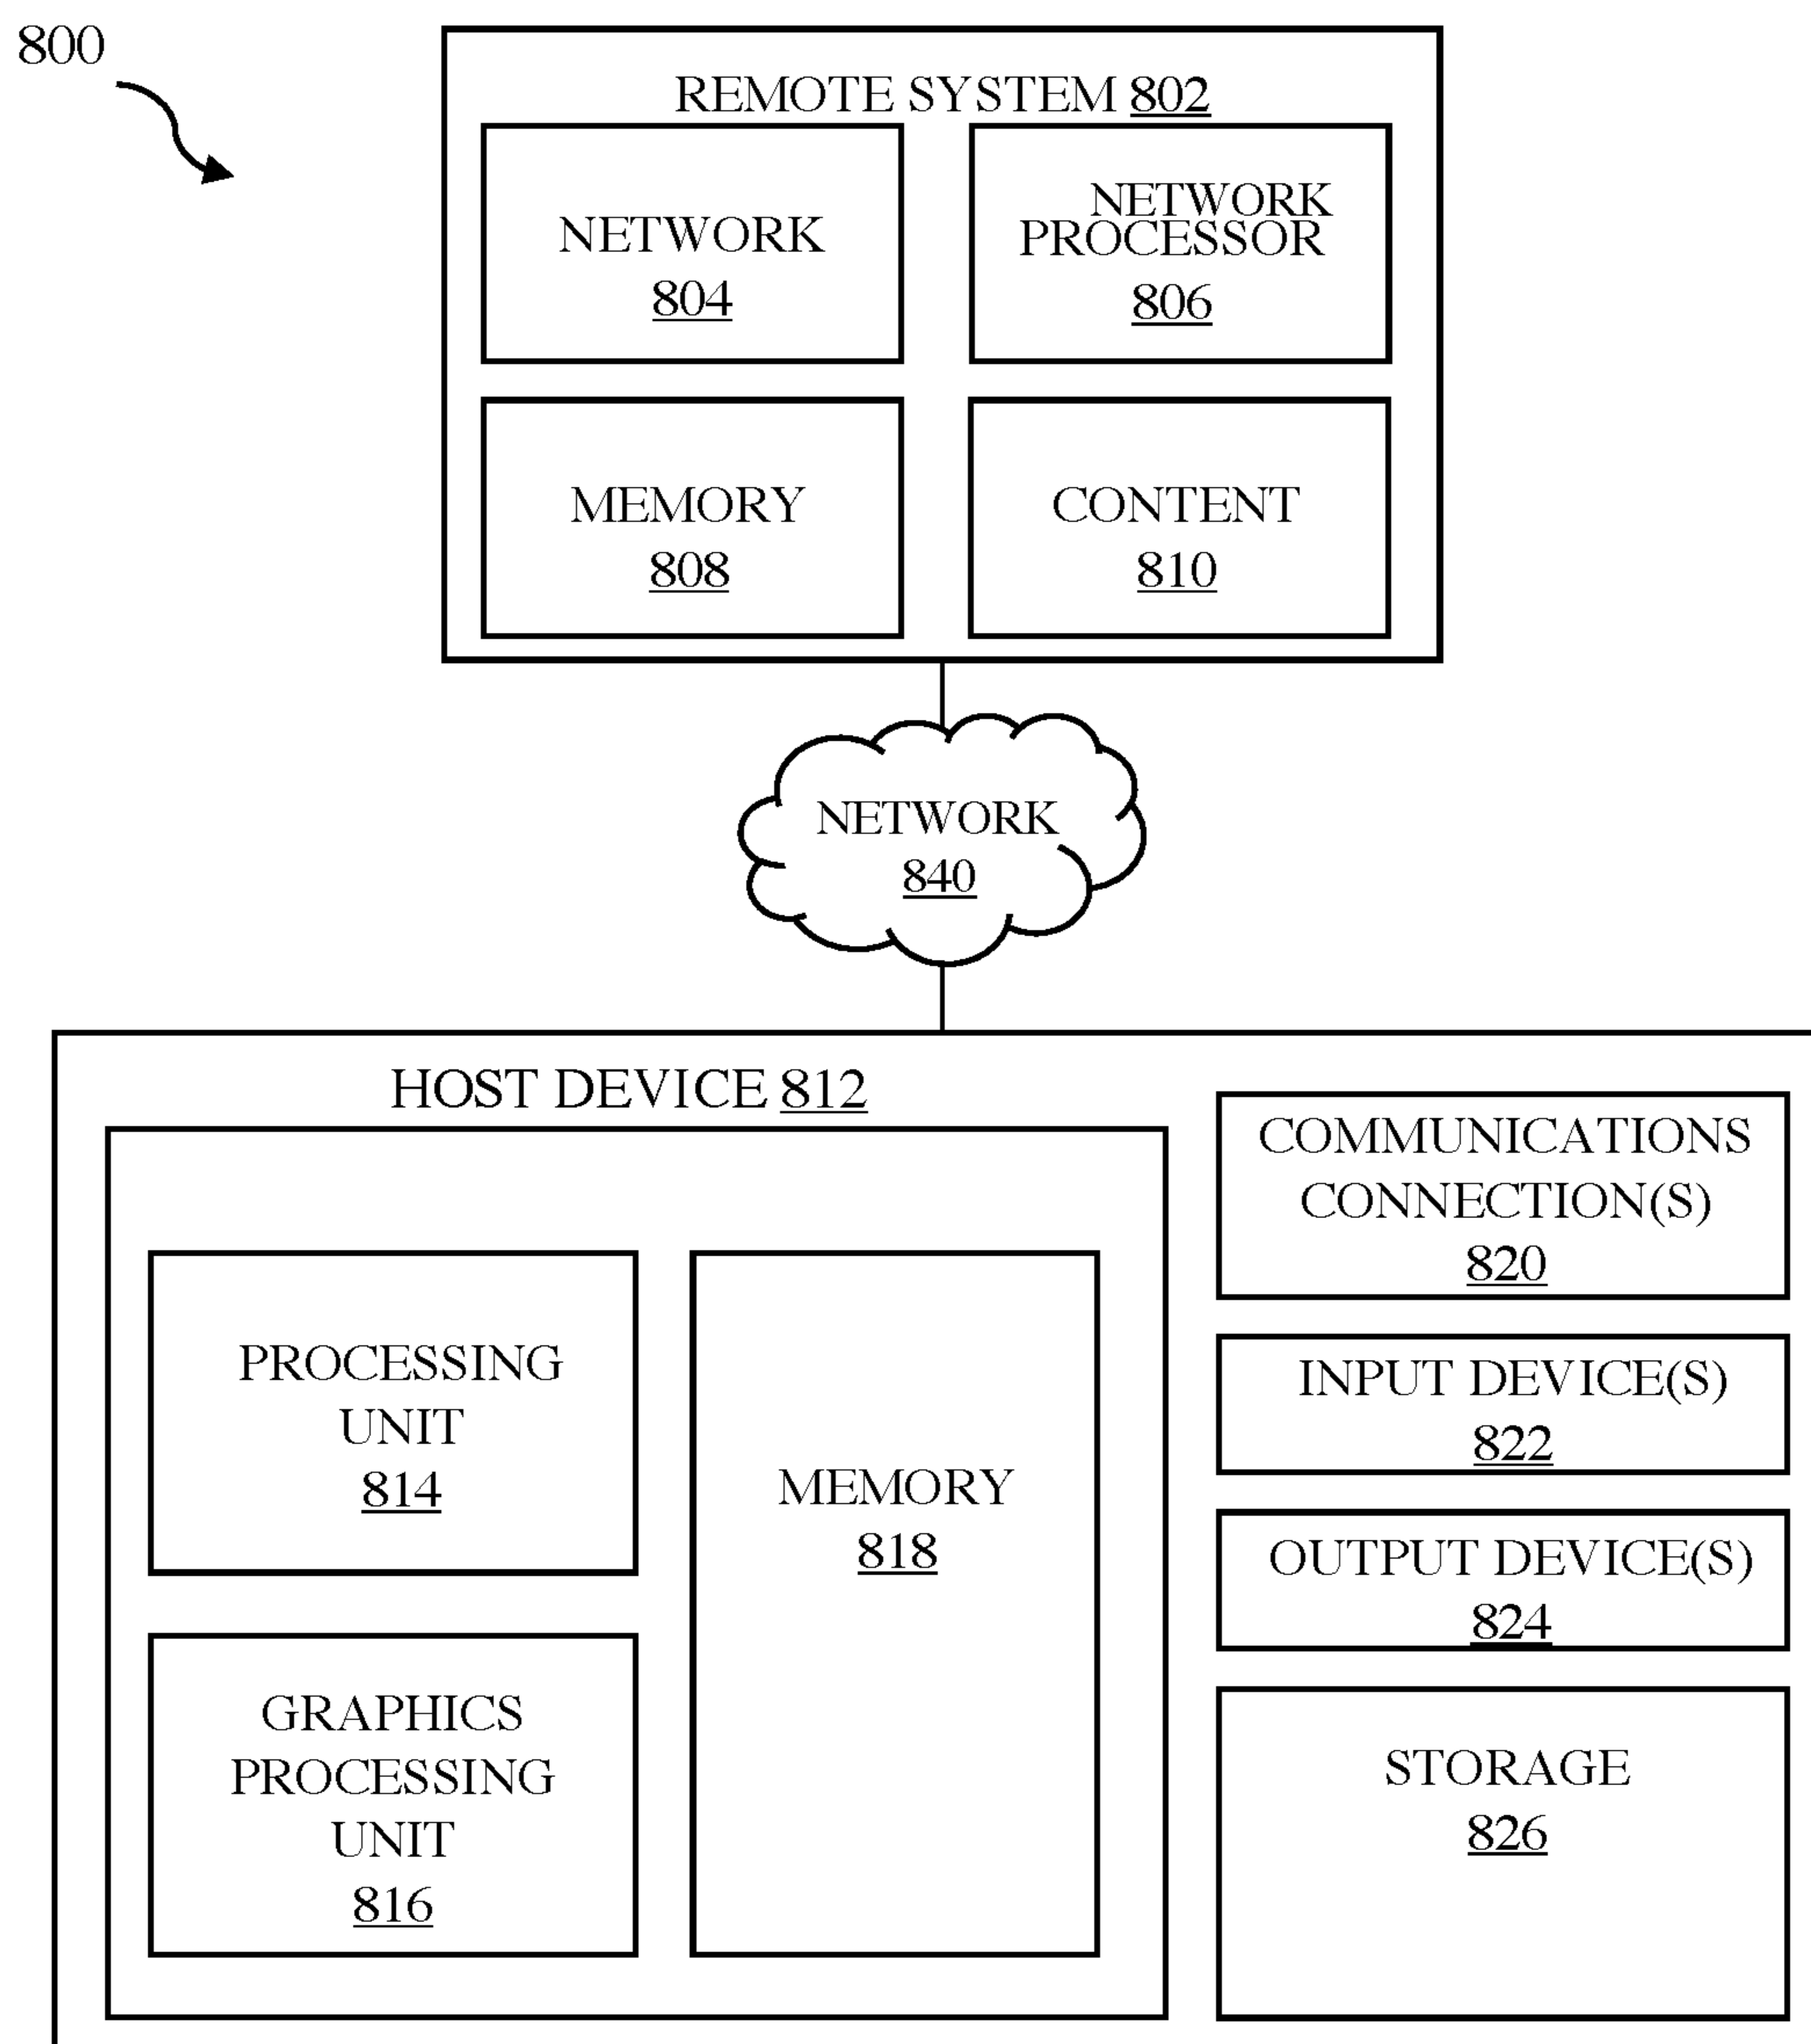 800
REMOTE SYSTEM 802
NETWORK
804
NETWORK
PROCESSOR
806
MEMORY
808
CONTENT
810
NETWORK
840
HOST DEVICE 812
PROCESSING
UNIT
814
GRAPHICS
PROCESSING
UNIT
816
MEMORY
818
COMMUNICATIONS
CONNECTION(S)
820
INPUT DEVICE(S)
822
OUTPUT DEVICE(S)
824
STORAGE
826